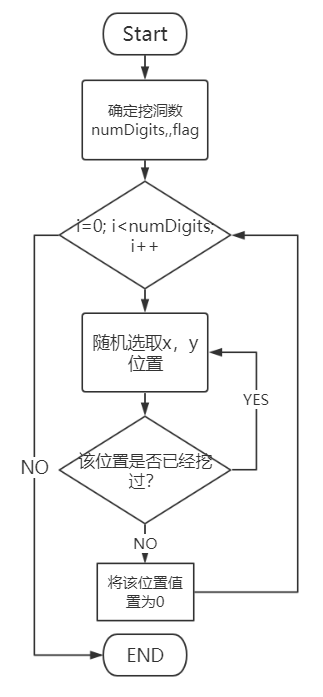 Start
确定挖洞数
numDigits,,flag
i=0; i<numDigits;
i++
随机选取x，y
位置
YES
该位置是否已经挖
过?
NO
NO
将该位置值
置为0
END